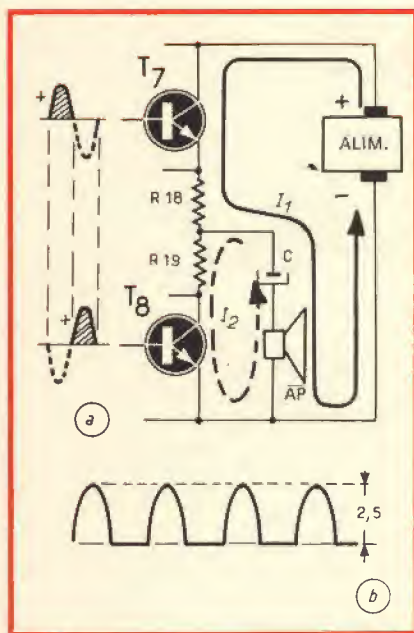 +
T7
+
ALIM.
−
R 18
I1
R 19
C
T8
I2
+
AP
a
2,5
b